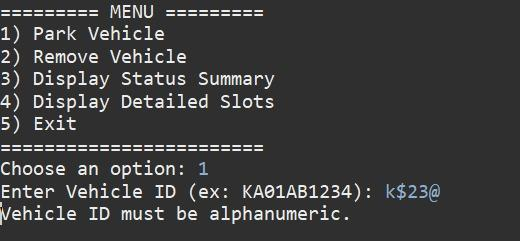 ========= MENU =========
1) Park Vehicle
2) Remove Vehicle
3) Display Status Summary
4) Display Detailed Slots
5) Exit
========================
Choose an option: 1
Enter Vehicle ID (ex: KA01AB1234): k$23@
Vehicle ID must be alphanumeric.